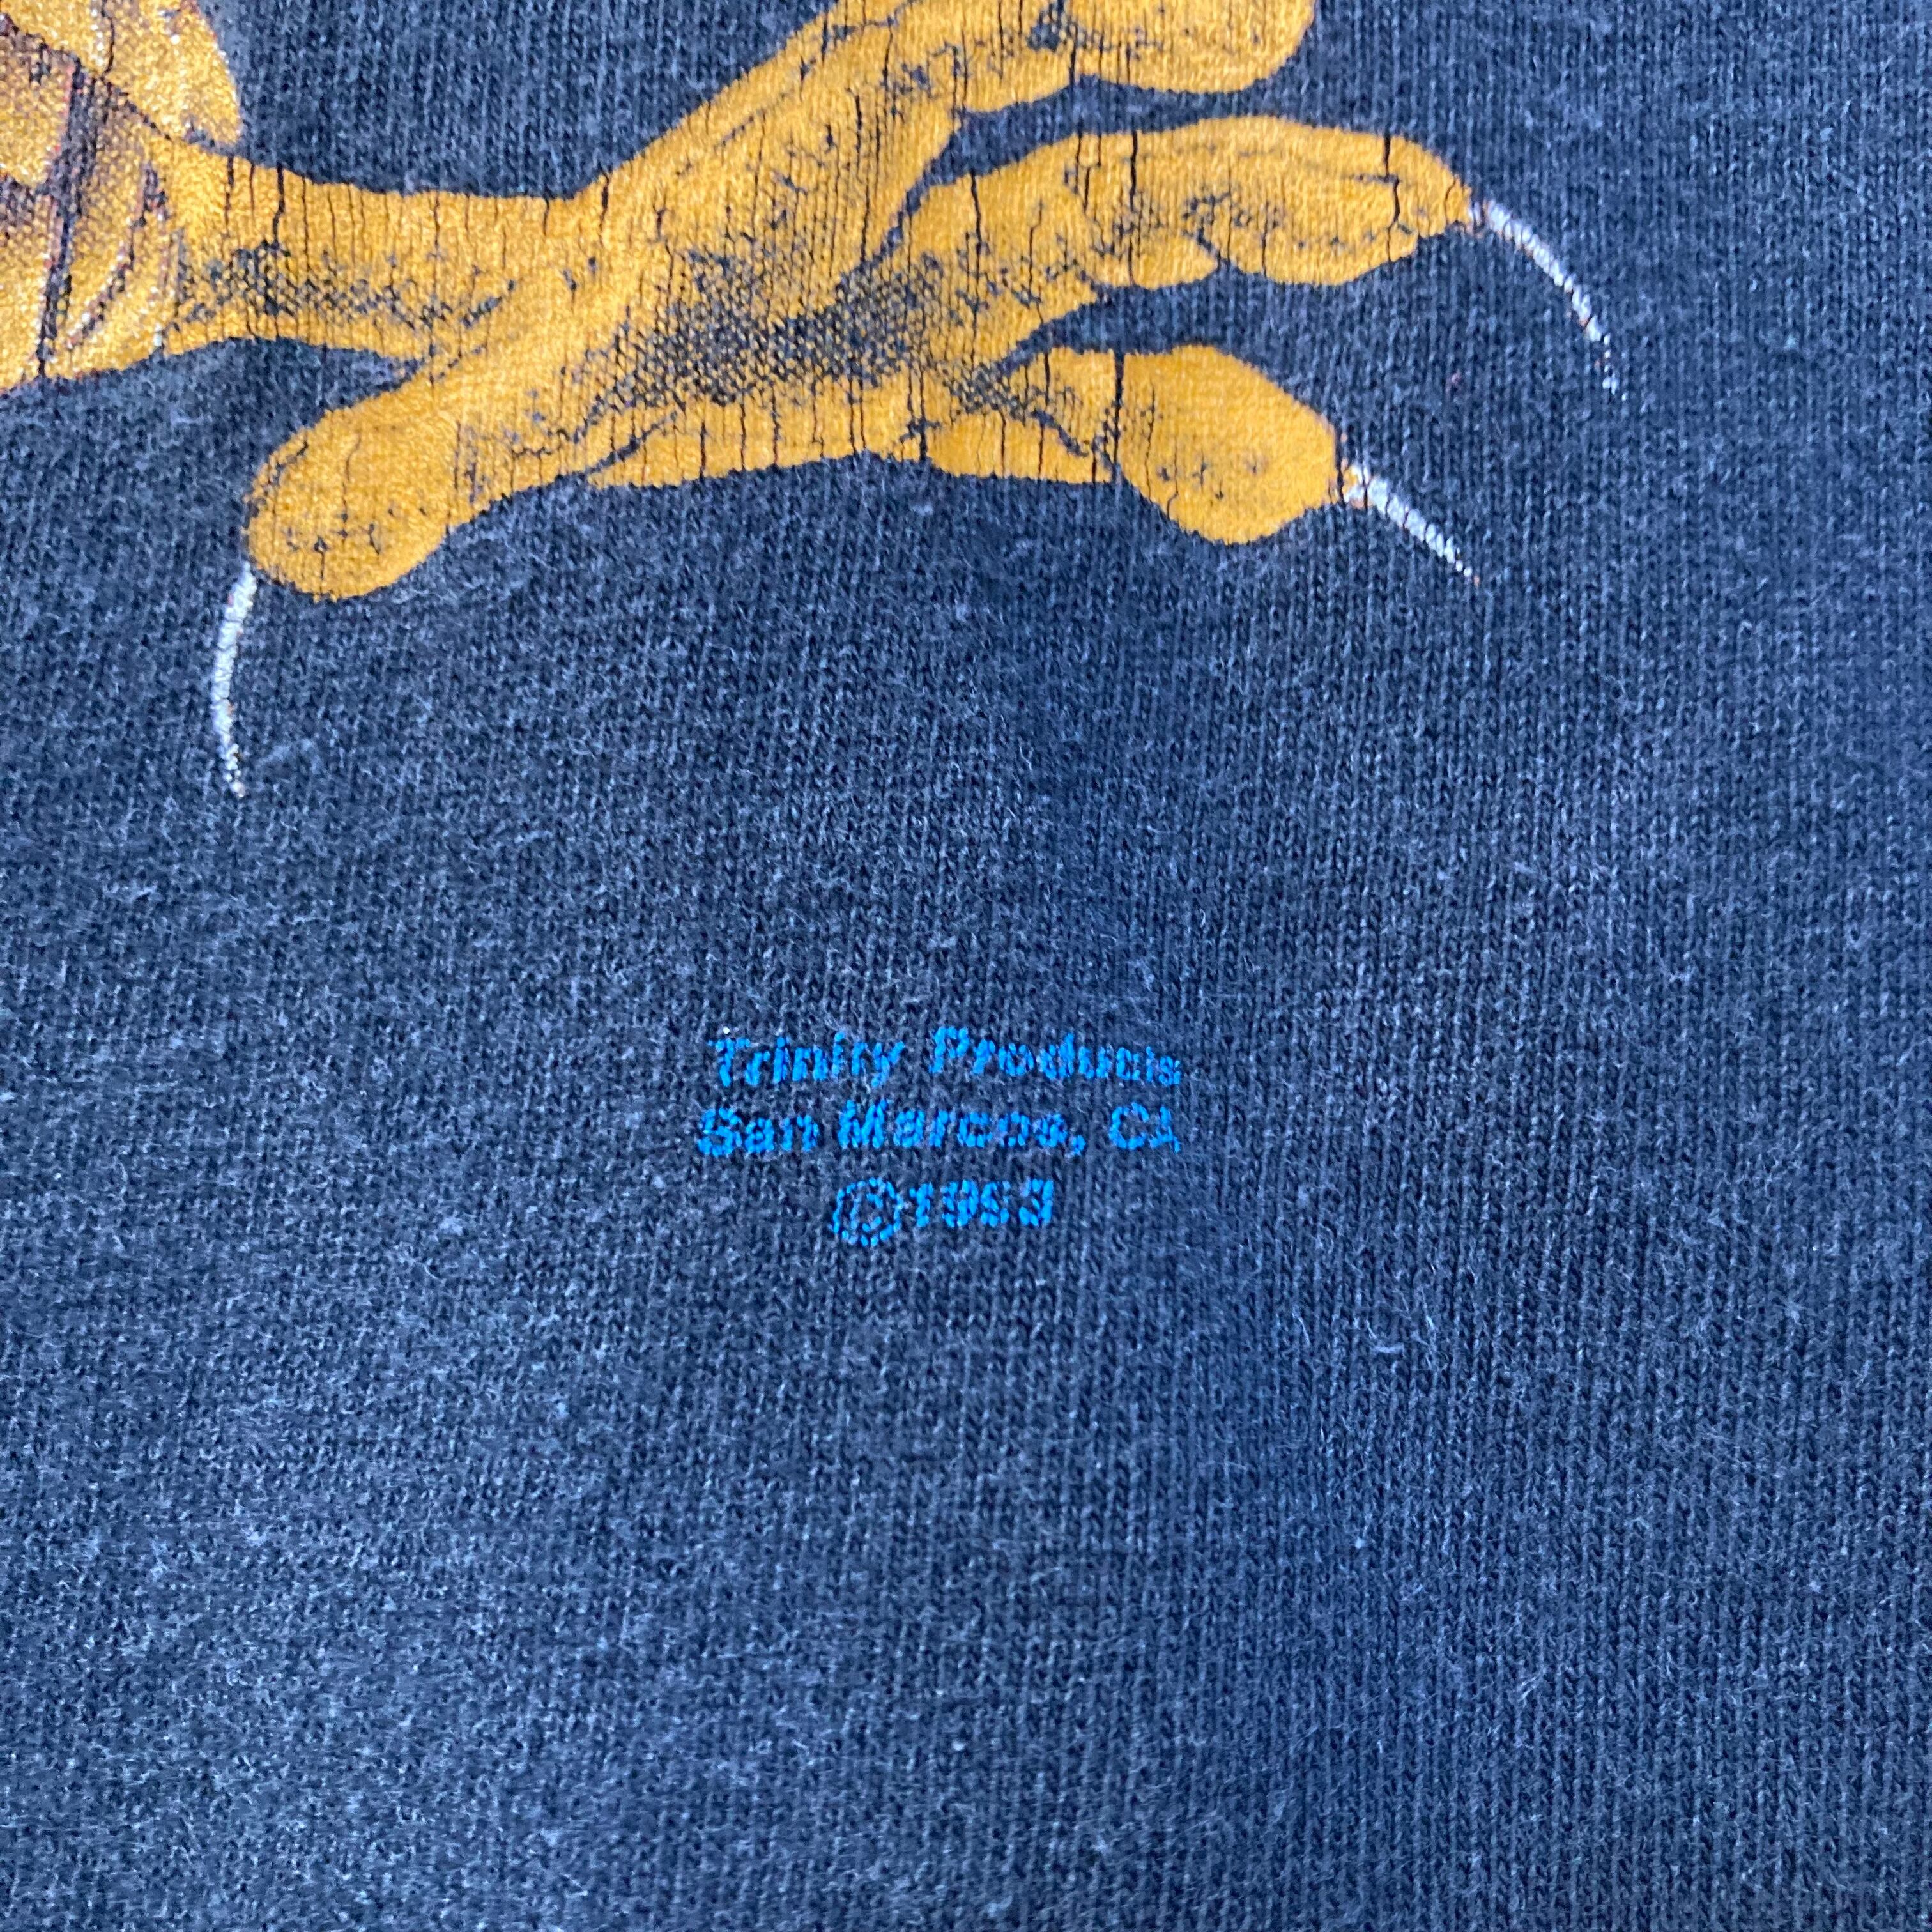 Trinity Products
San Marcos, CA
©1993